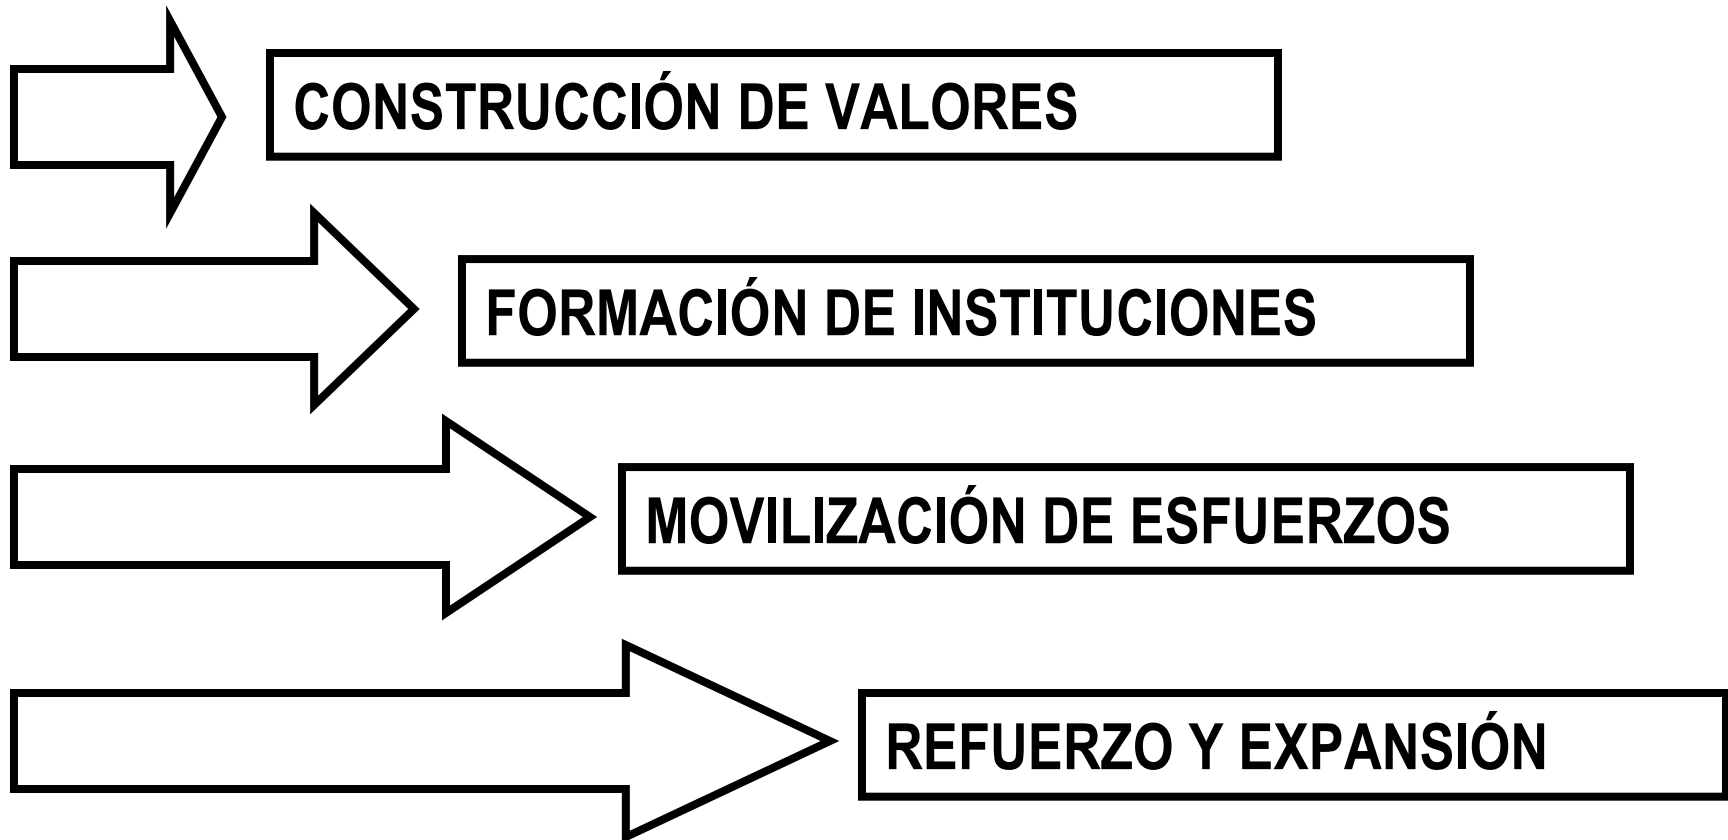 CONSTRUCCIÓN DE VALORES
FORMACIÓN DE INSTITUCIONES
MOVILIZACIÓN DE ESFUERZOS
REFUERZO Y EXPANSIÓN